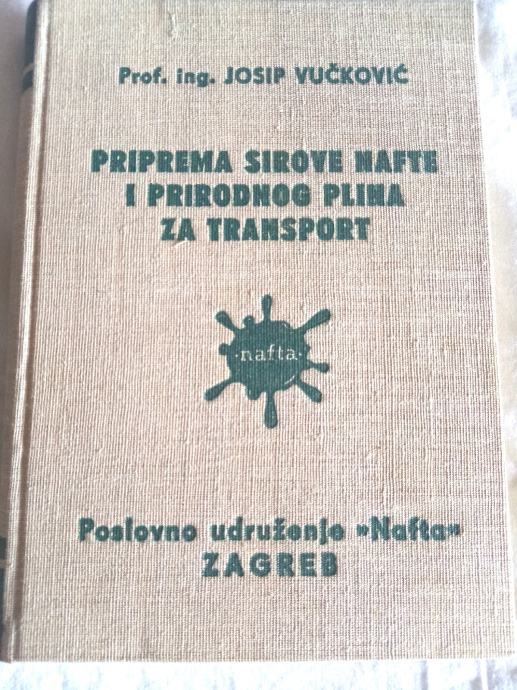 Prof. ing. JOSIP VUČKOVIĆ
PRIPREMA SIROVE NAFTE
I PRIRODNOG PLINA
ZA TRANSPORT
·nafta·
Poslovno udruženje »Nafta«
ZAGREB